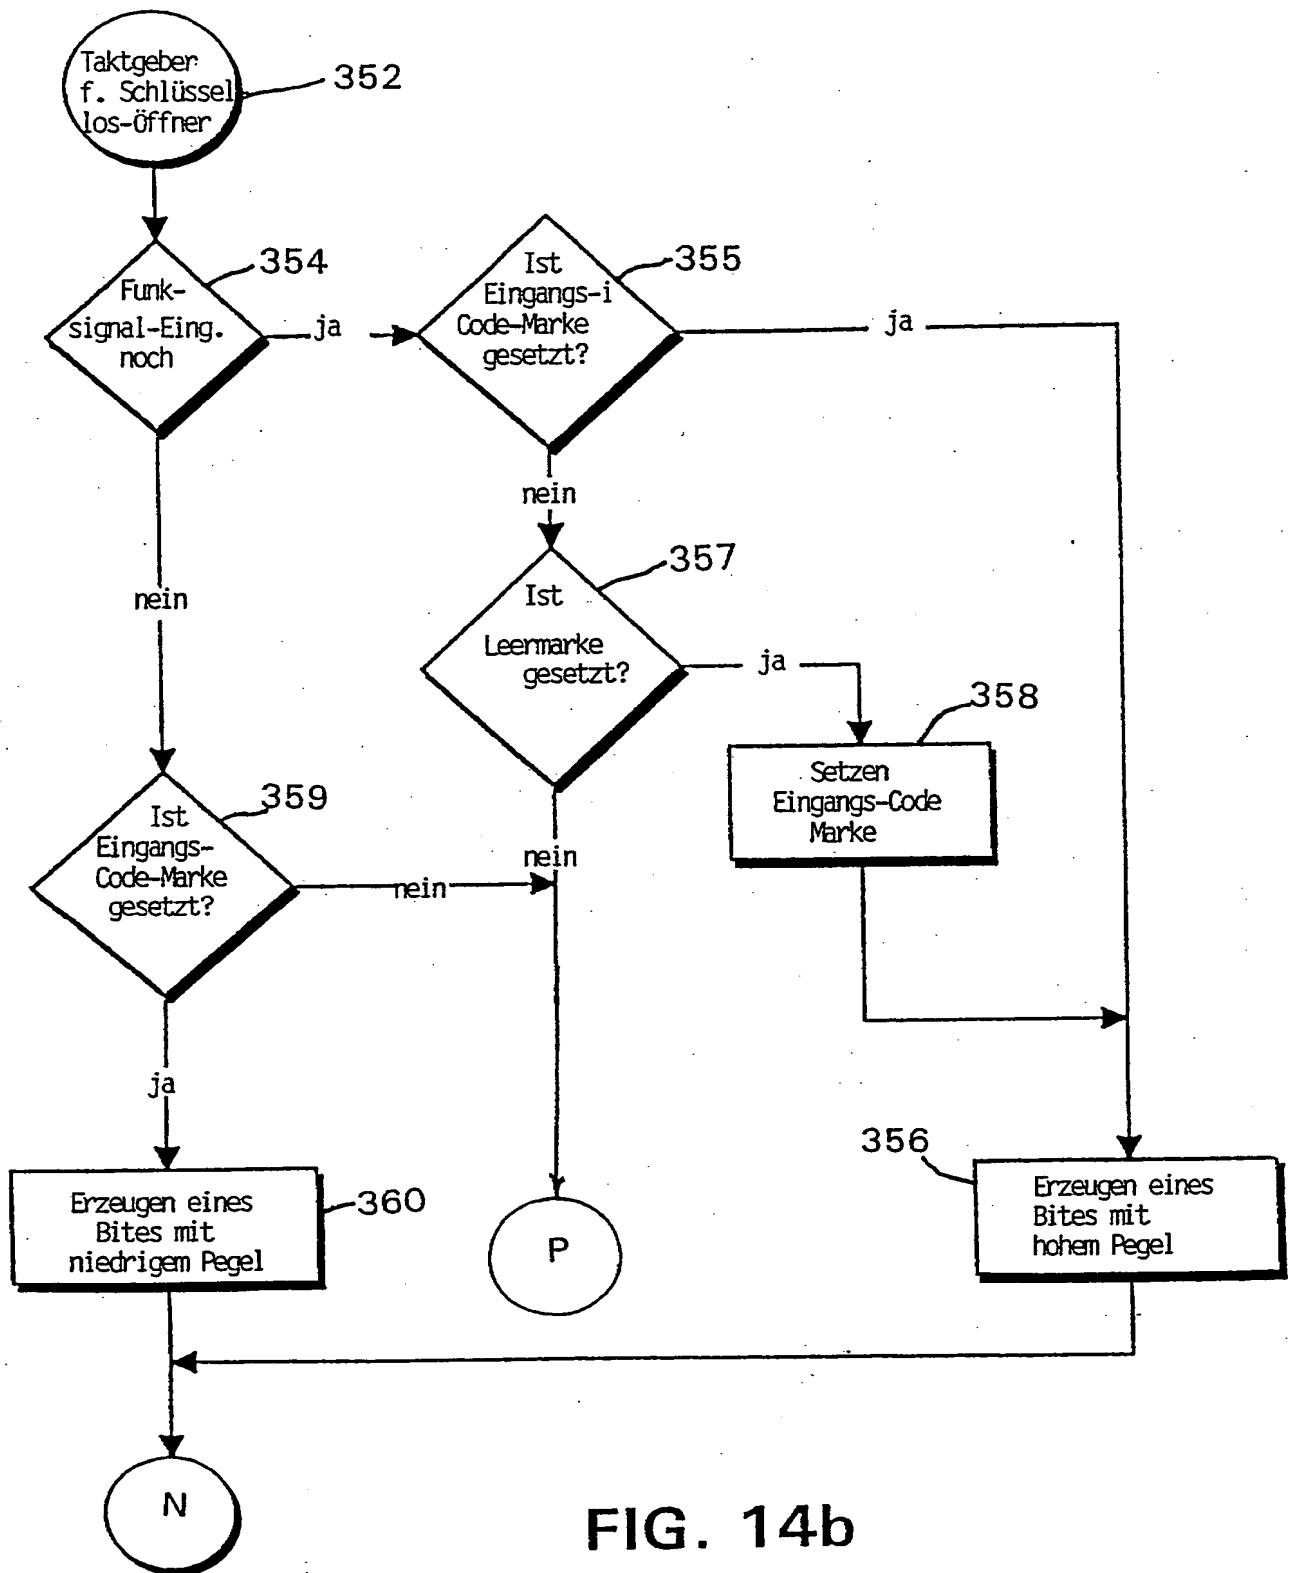 Taktgeber
f. Schlüssel
los-Öffner
352
Funk-
signal-Eing.
noch
354
ja
Ist
Eingangs-i
Code-Marke
gesetzt?
355
ja
nein
nein
Ist
Leermarke
gesetzt?
357
ja
358
Setzen
Eingangs-Code
Marke
Ist
Eingangs-
Code-Marke
gesetzt?
359
nein
nein
ja
356
Erzeugen eines
Bites mit
hohem Pegel
Erzeugen eines
Bites mit
niedrigem Pegel
360
P
N
FIG. 14b